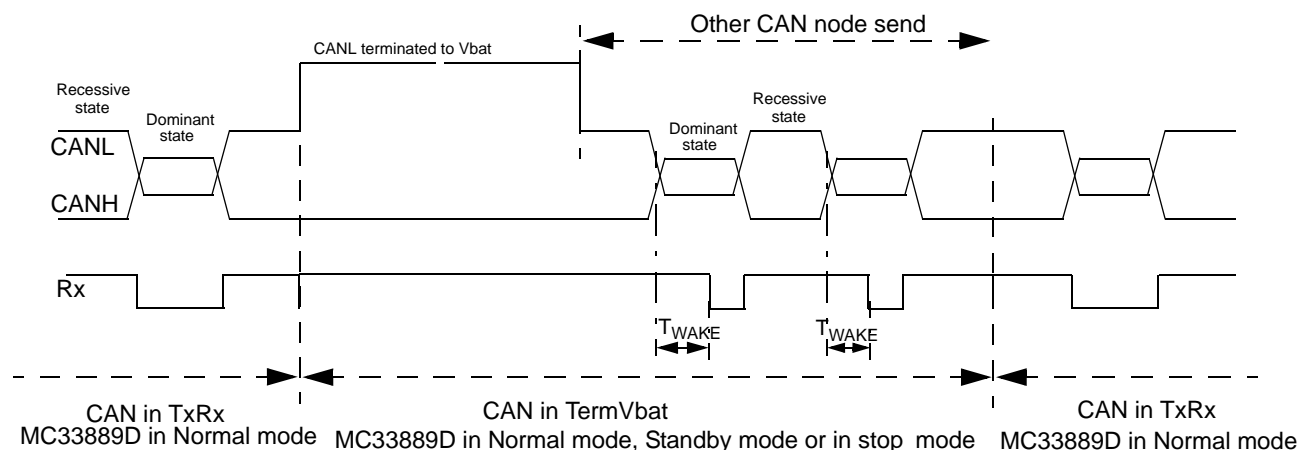 Other CAN node send
CANL terminated to Vbat
Recessive
state
Dominant
state
CANL
CANH
Dominant
state
Recessive
state
Rx
TWAKE
TWAKE
CAN in TxRx
MC33889D in Normal mode
CAN in TermVbat
MC33889D in Normal mode, Standby mode or in stop mode
CAN in TxRx
MC33889D in Normal mode